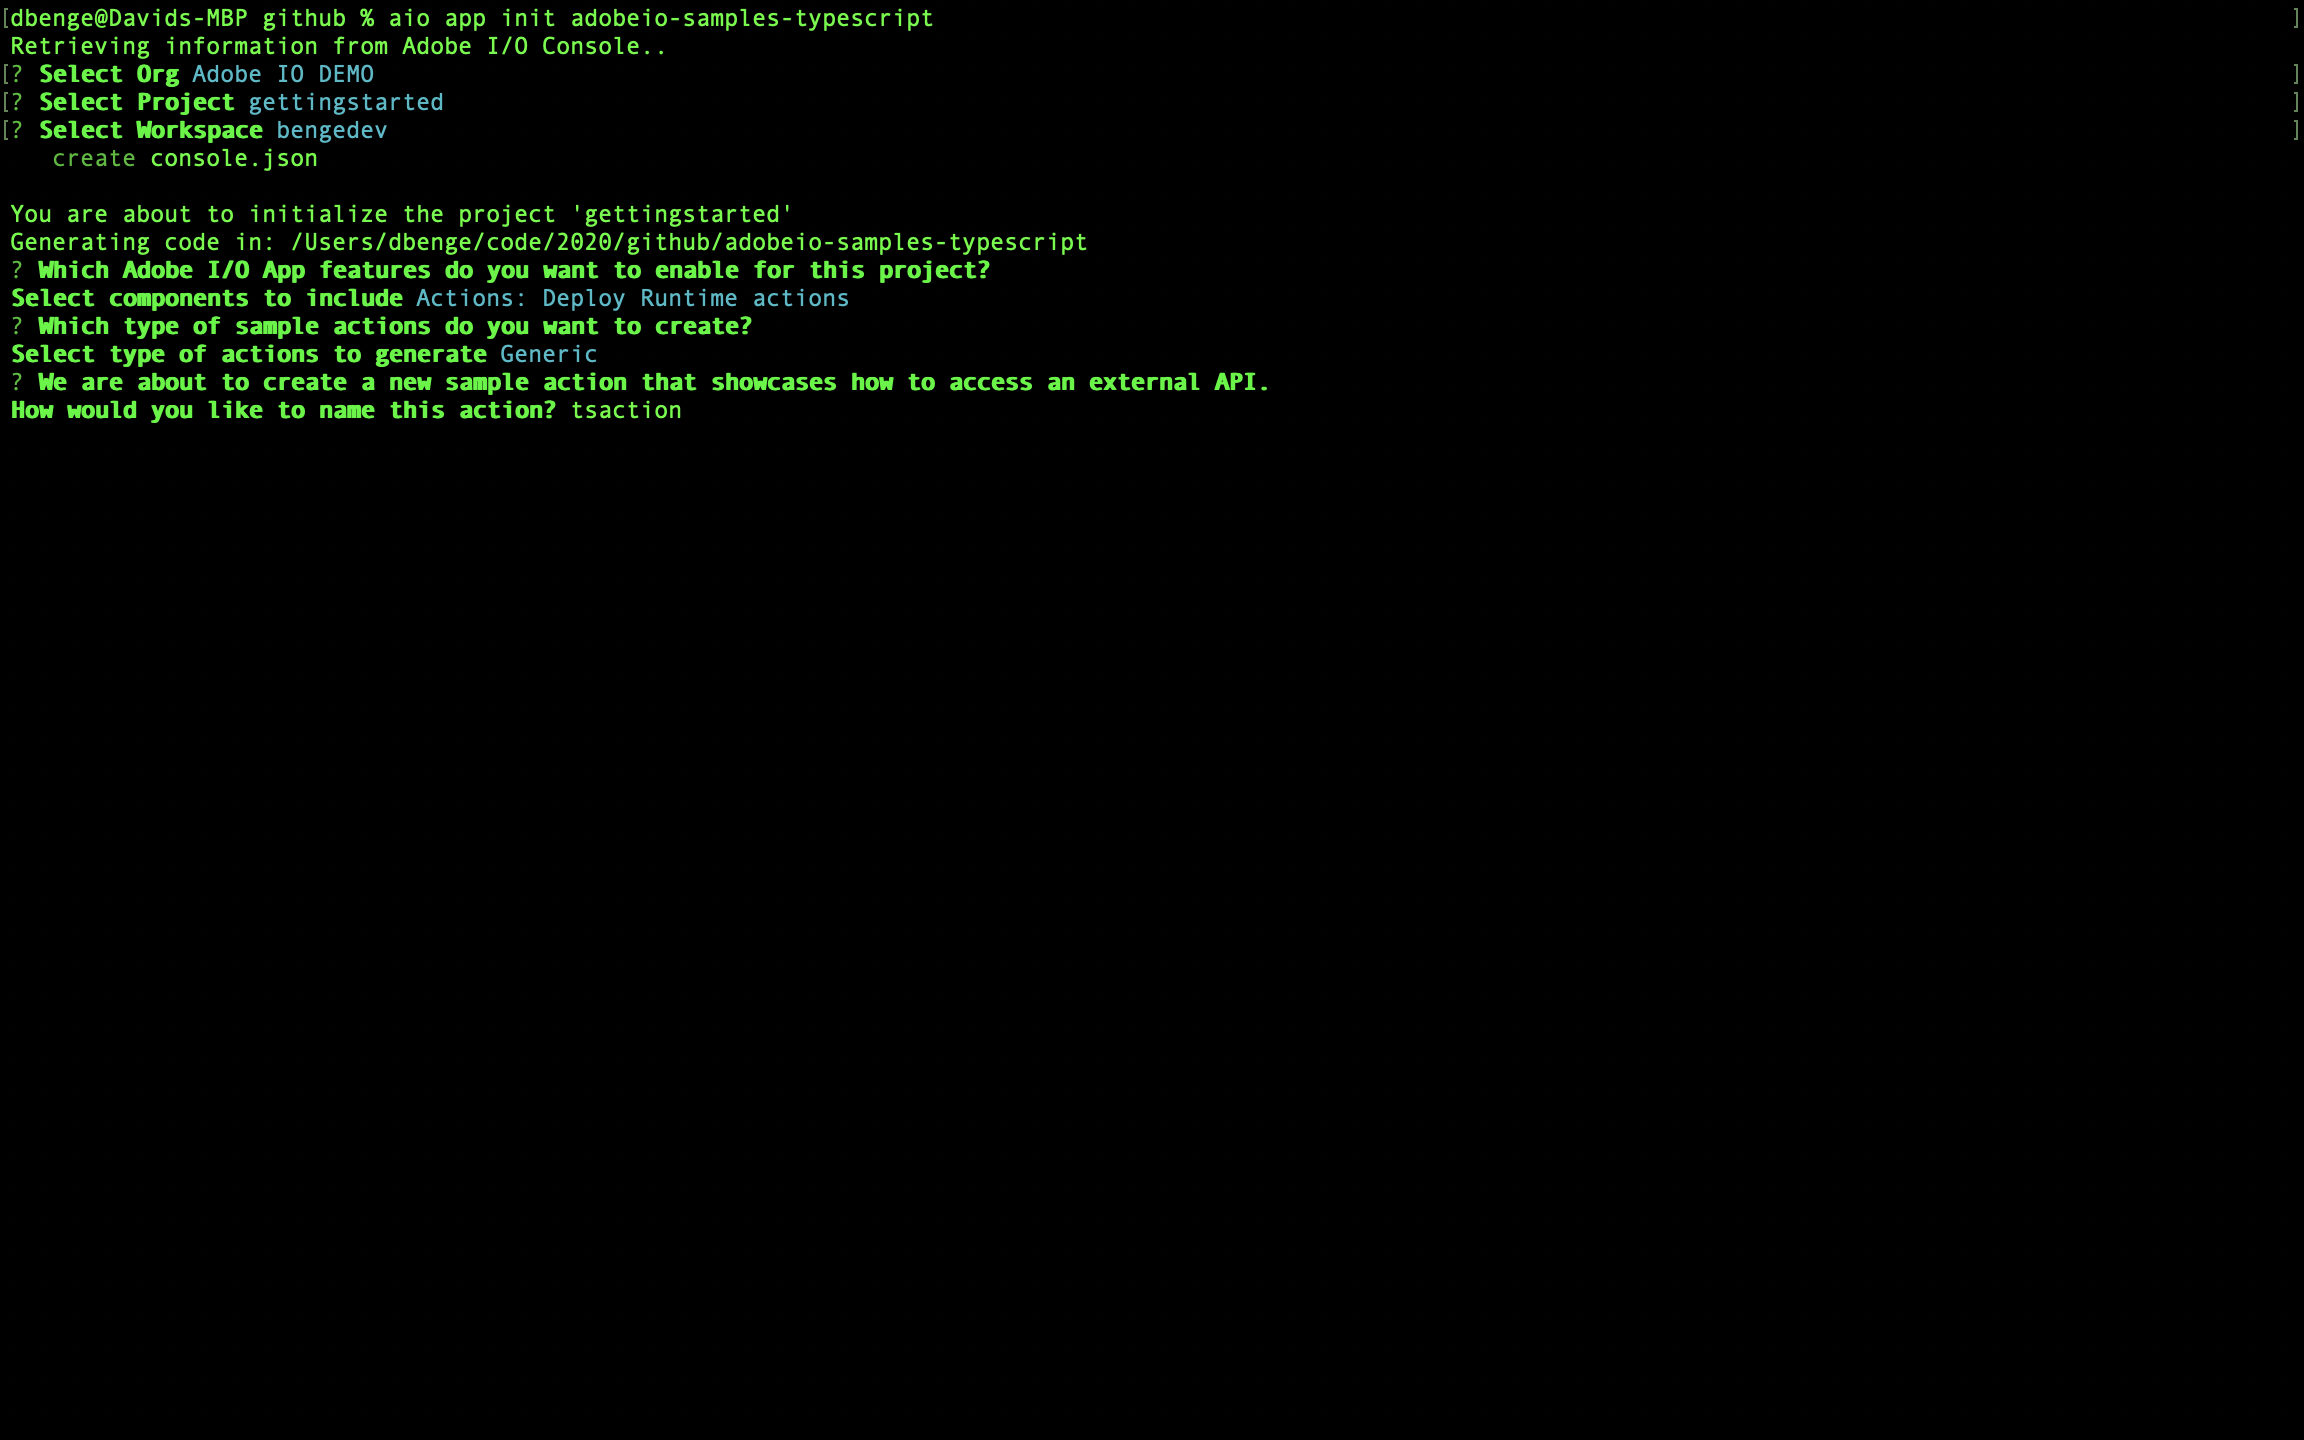 [dbenge@Davids-MBP github % aio app init adobeio-samples-typescript ]
Retrieving information from Adobe I/O Console..
[? Select Org Adobe IO DEMO ]
[? Select Project gettingstarted ]
[? Select Workspace bengedev ]
create console.json
You are about to initialize the project 'gettingstarted'
Generating code in: /Users/dbenge/code/2020/github/adobeio-samples-typescript
? Which Adobe I/O App features do you want to enable for this project?
Select components to include Actions: Deploy Runtime actions
? Which type of sample actions do you want to create?
Select type of actions to generate Generic
? We are about to create a new sample action that showcases how to access an external API.
How would you like to name this action? tsaction